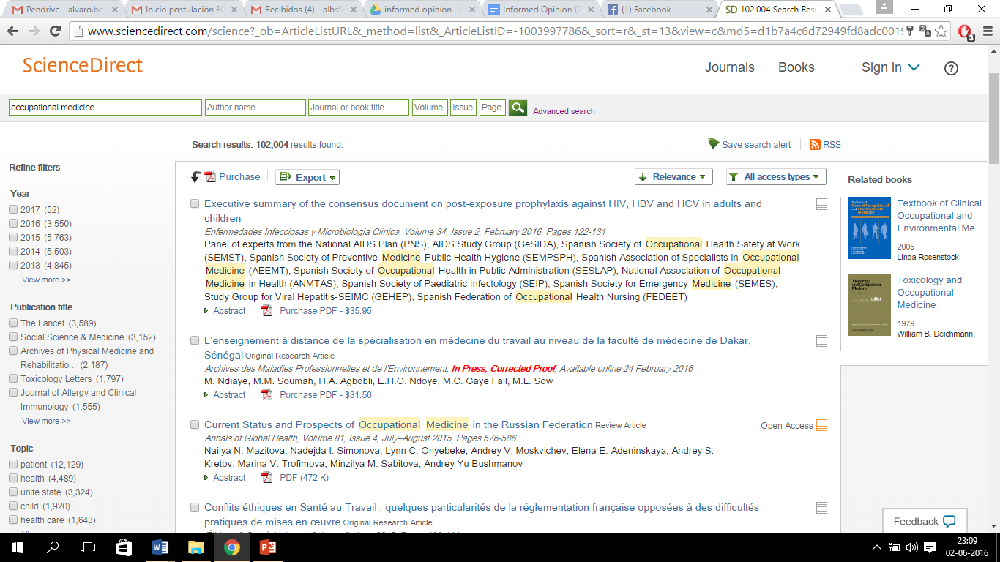 Pendrive - alvaro.be
Inicio postulación FO
Recibidos (4) - albs9
informed opinion - 
Informed Opinion (2
(1) Facebook
102,004 Search Resu
www.sciencedirect.com/science?_ob=ArticleListURL&_method=list&_ArticleListID=-1003997786&_sort=r&_st=13&view=c&md5=d1b7a4c6d72949fd8adc0019
3
ScienceDirect
Journals
Books
Sign in
?
occupational medicine
Author name
Journal or book title
Volume
Issue
Page
Advanced search
Search results: 102,004 results found.
Save search alert
RSS
Refine filters
Year
2017 (52)
2016 (3,550)
2015 (5,763)
2014 (5,503)
2013 (4,845)
View more >>
Publication title
The Lancet (3,589)
Social Science & Medicine (3,152)
Archives of Physical Medicine and
Rehabilitatio... (2,187)
Toxicology Letters (1,797)
Journal of Allergy and Clinical
Immunology (1,555)
View more >>
Topic
patient (12,129)
health (4,489)
unite state (3,324)
child (1,920)
health care (1,643)
Purchase
Export
Relevance
All access types
Executive summary of the consensus document on post-exposure prophylaxis against HIV, HBV and HCV in adults and
children
Enfermedades Infecciosas y Microbiología Clínica, Volume 34, Issue 2, February 2016, Pages 122-131
Panel of experts from the National AIDS Plan (PNS), AIDS Study Group (GeSIDA), Spanish Society of Occupational Health Safety at Work
(SEMST), Spanish Society of Preventive Medicine Public Health Hygiene (SEMPSPH), Spanish Association of Specialists in Occupational
Medicine (AEEMT), Spanish Society of Occupational Health in Public Administration (SESLAP), National Association of Occupational
Medicine in Health (ANMTAS), Spanish Society of Paediatric Infectology (SEIP), Spanish Society for Emergency Medicine (SEMES),
Study Group for Viral Hepatitis-SEIMC (GEHEP), Spanish Federation of Occupational Health Nursing (FEDEET)
Abstract
Purchase PDF - $35.95
L'enseignement à distance de la spécialisation en médecine du travail au niveau de la faculté de médecine de Dakar,
Sénégal Original Research Article
Archives des Maladies Professionnelles et de l'Environnement, In Press, Corrected Proof, Available online 24 February 2016
M. Ndiaye, M.M. Soumah, H.A. Agbobli, E.H.O. Ndoye, M.C. Gaye Fall, M.L. Sow
Abstract
Purchase PDF - $31.50
Current Status and Prospects of Occupational Medicine in the Russian Federation Review Article
Open Access
Annals of Global Health, Volume 81, Issue 4, July–August 2015, Pages 576-586
Nailya N. Mazitova, Nadejda I. Simonova, Lynn C. Onyebeke, Andrey V. Moskvichev, Elena E. Adeninskaya, Andrey S.
Kretov, Marina V. Trofimova, Minzilya M. Sabitova, Andrey Yu Bushmanov
Abstract
PDF (472 K)
Conflits éthiques en Santé au Travail : quelques particularités de la réglementation française opposées à des difficultés
pratiques de mises en œuvre Original Research Article
Related books
Textbook of Clinical
Occupational and
Environmental Me...
2005
Linda Rosenstock
Toxicology and
Occupational
Medicine
1979
William B. Deichmann
Feedback
23:09
02-06-2016